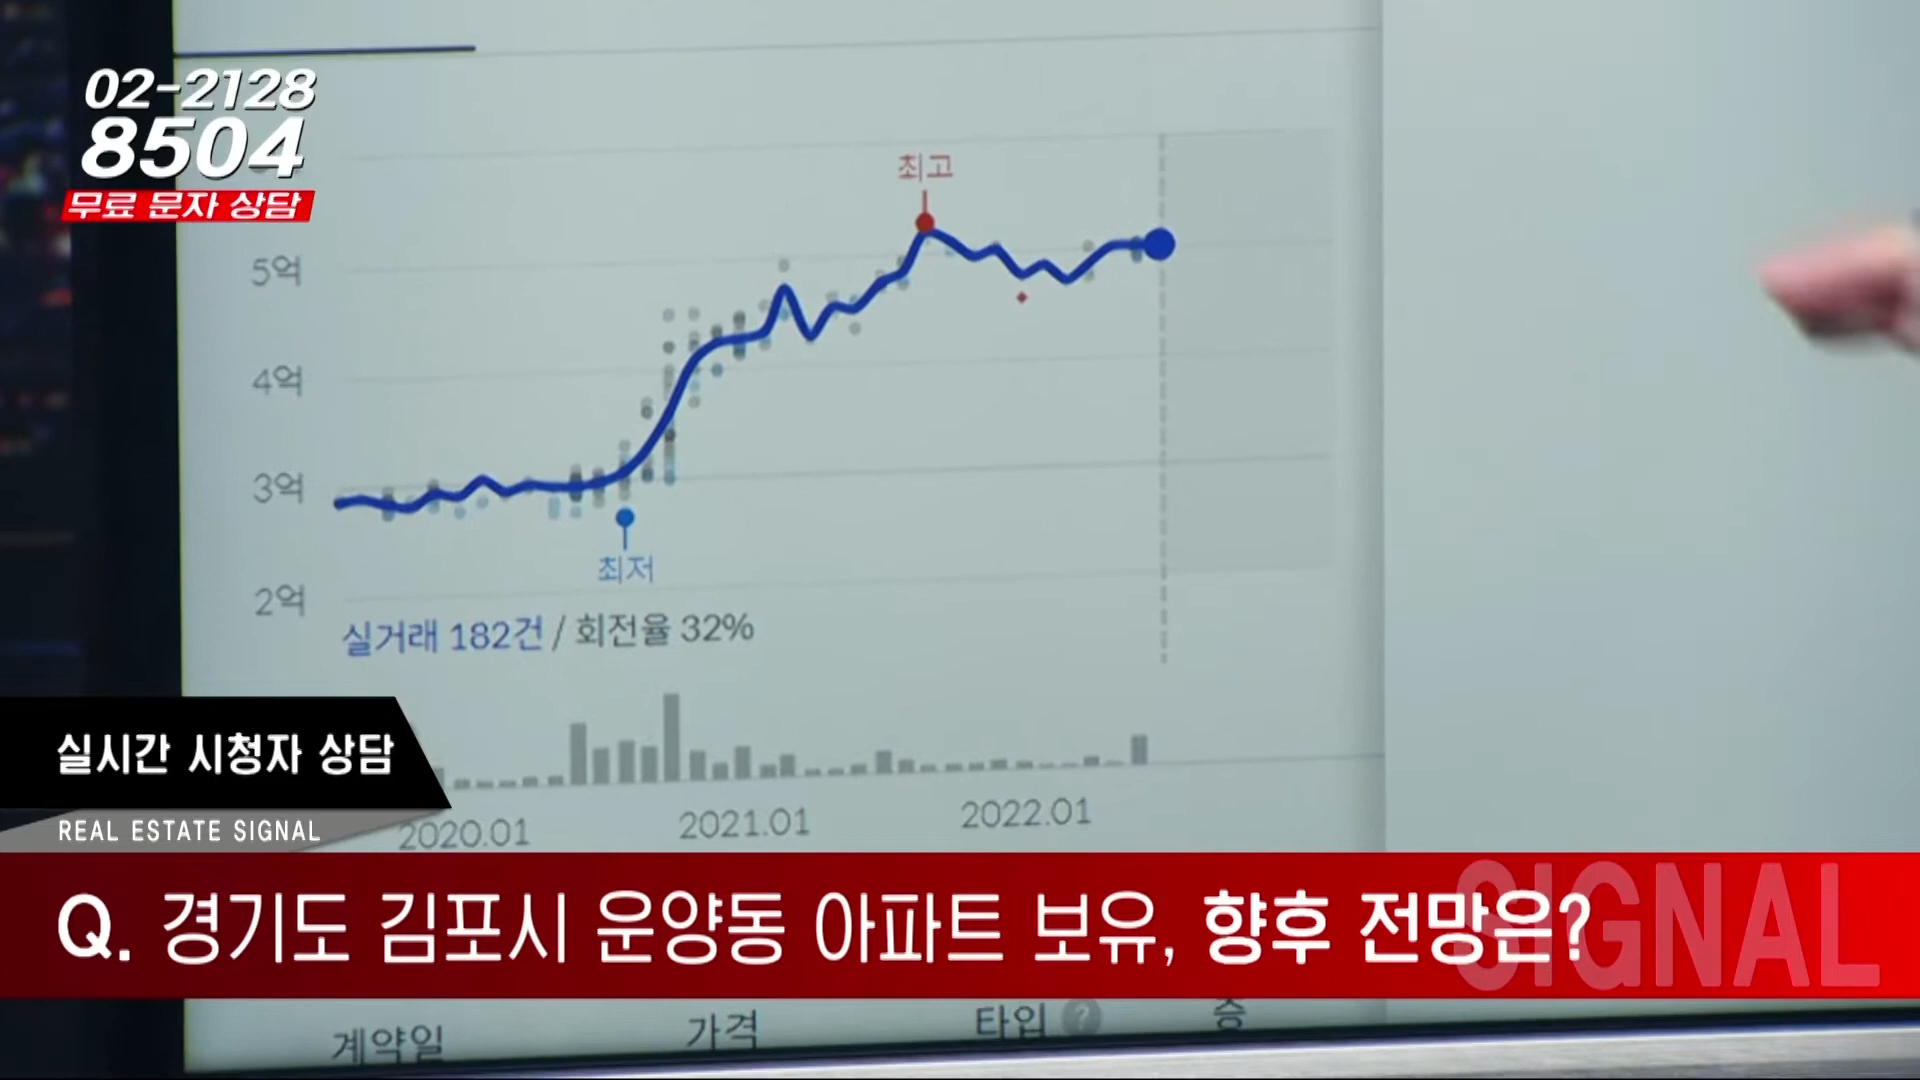 02-2128
8504
무료 문자 상담
최고
5억
4억
3억
최저
2억
실거래 182건 / 회전율 32%
실시간 시청자 상담
REAL ESTATE SIGNAL
2020.01
2021.01
2022.01
SIGNAL
Q. 경기도 김포시 운양동 아파트 보유, 향후 전망은?
계약일
가격
타입 ?
층